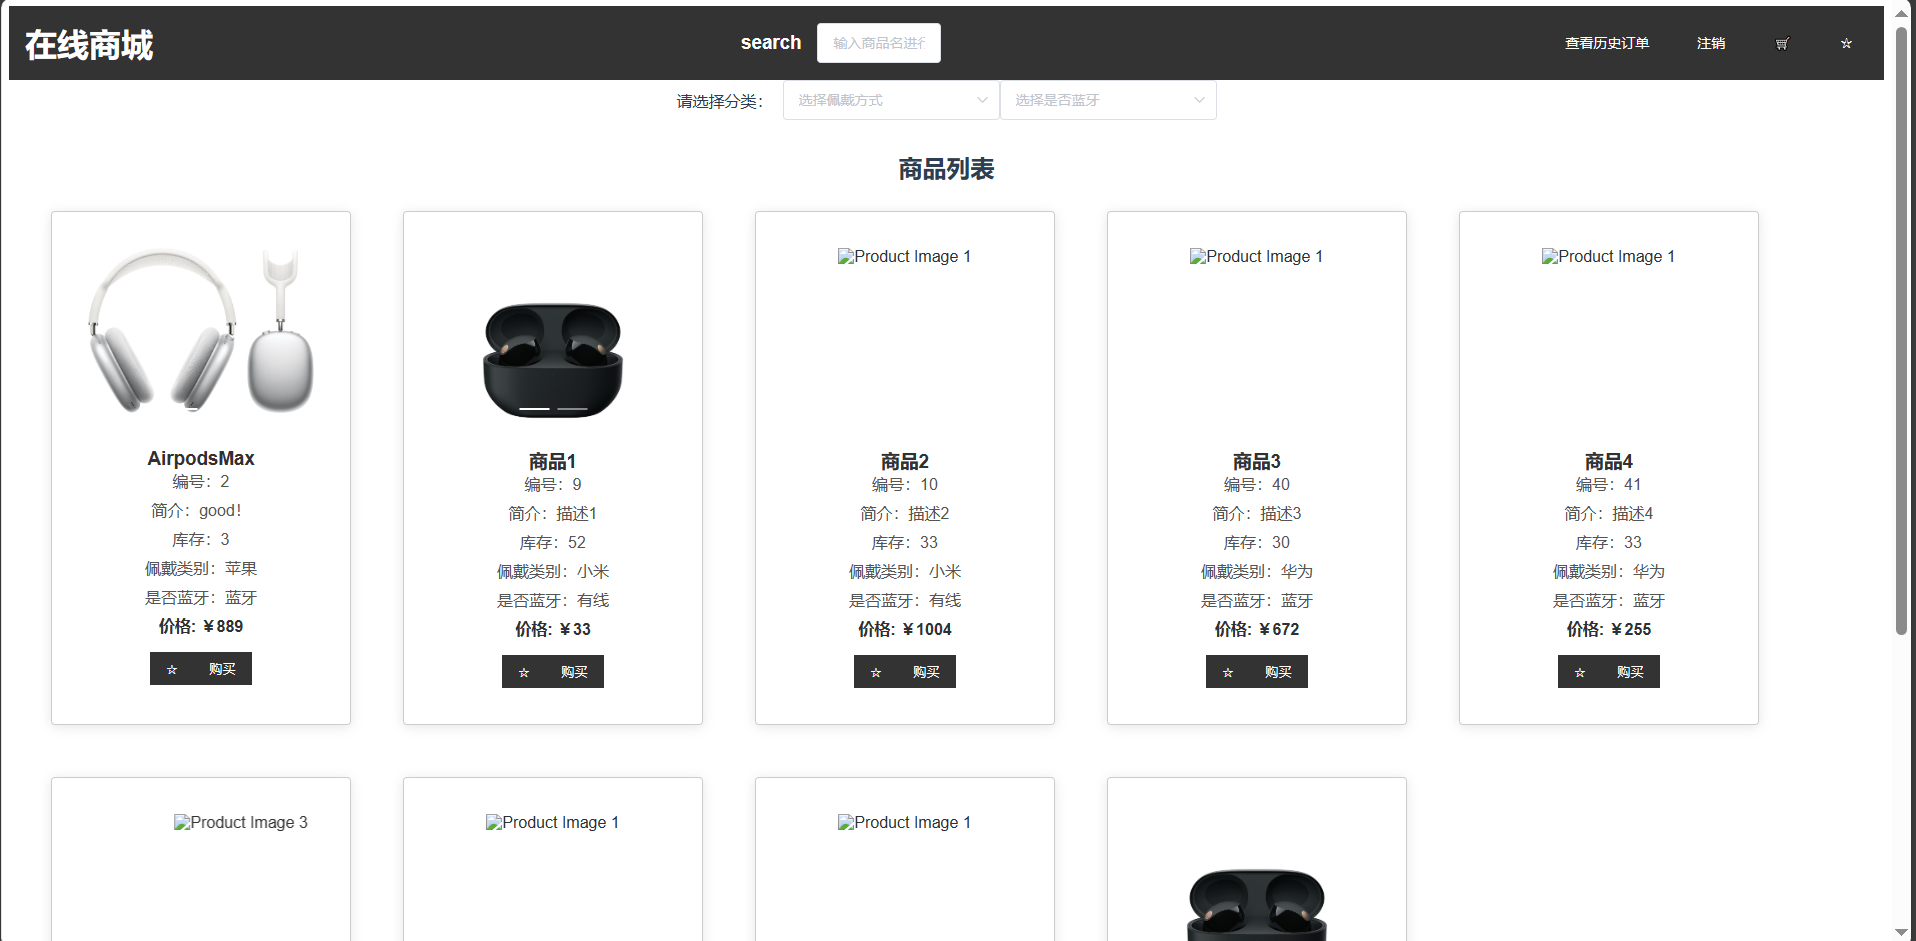 在线商城
search
输入商品名进行
查看历史订单
注销
请选择分类：
选择佩戴方式
选择是否蓝牙
商品列表
AirpodsMax
编号：2
简介：good！
库存：3
佩戴类别：苹果
是否蓝牙：蓝牙
价格: ￥889
☆ 购买
商品1
编号：9
简介：描述1
库存：52
佩戴类别：小米
是否蓝牙：有线
价格: ￥33
☆ 购买
Product Image 1
商品2
编号：10
简介：描述2
库存：33
佩戴类别：小米
是否蓝牙：有线
价格: ￥1004
☆ 购买
Product Image 1
商品3
编号：40
简介：描述3
库存：30
佩戴类别：华为
是否蓝牙：蓝牙
价格: ￥672
☆ 购买
Product Image 1
商品4
编号：41
简介：描述4
库存：33
佩戴类别：华为
是否蓝牙：蓝牙
价格: ￥255
☆ 购买
Product Image 3
Product Image 1
Product Image 1